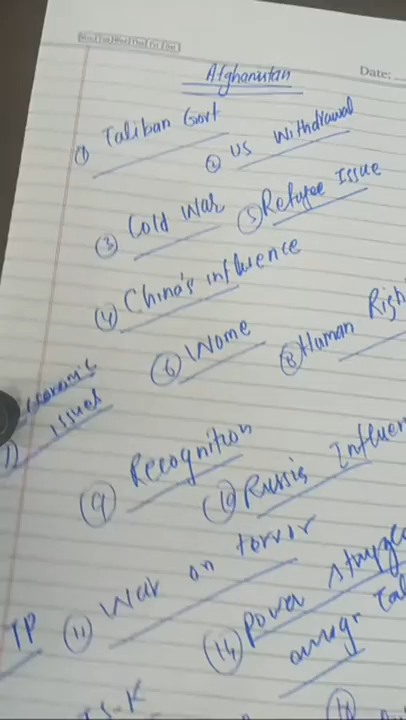 Afghanistan
Date:
① Taliban Govt
② US Withdrawal
③ Cold War
⑤ Refugee Issue
④ China's influence
⑥ Wome
⑧ Human Righ
7) Economic
issues
⑨ Recognition
⑩ Russia Influen
⑪ War on terror
TP
⑭ Power struggle
among Tal
IS-K